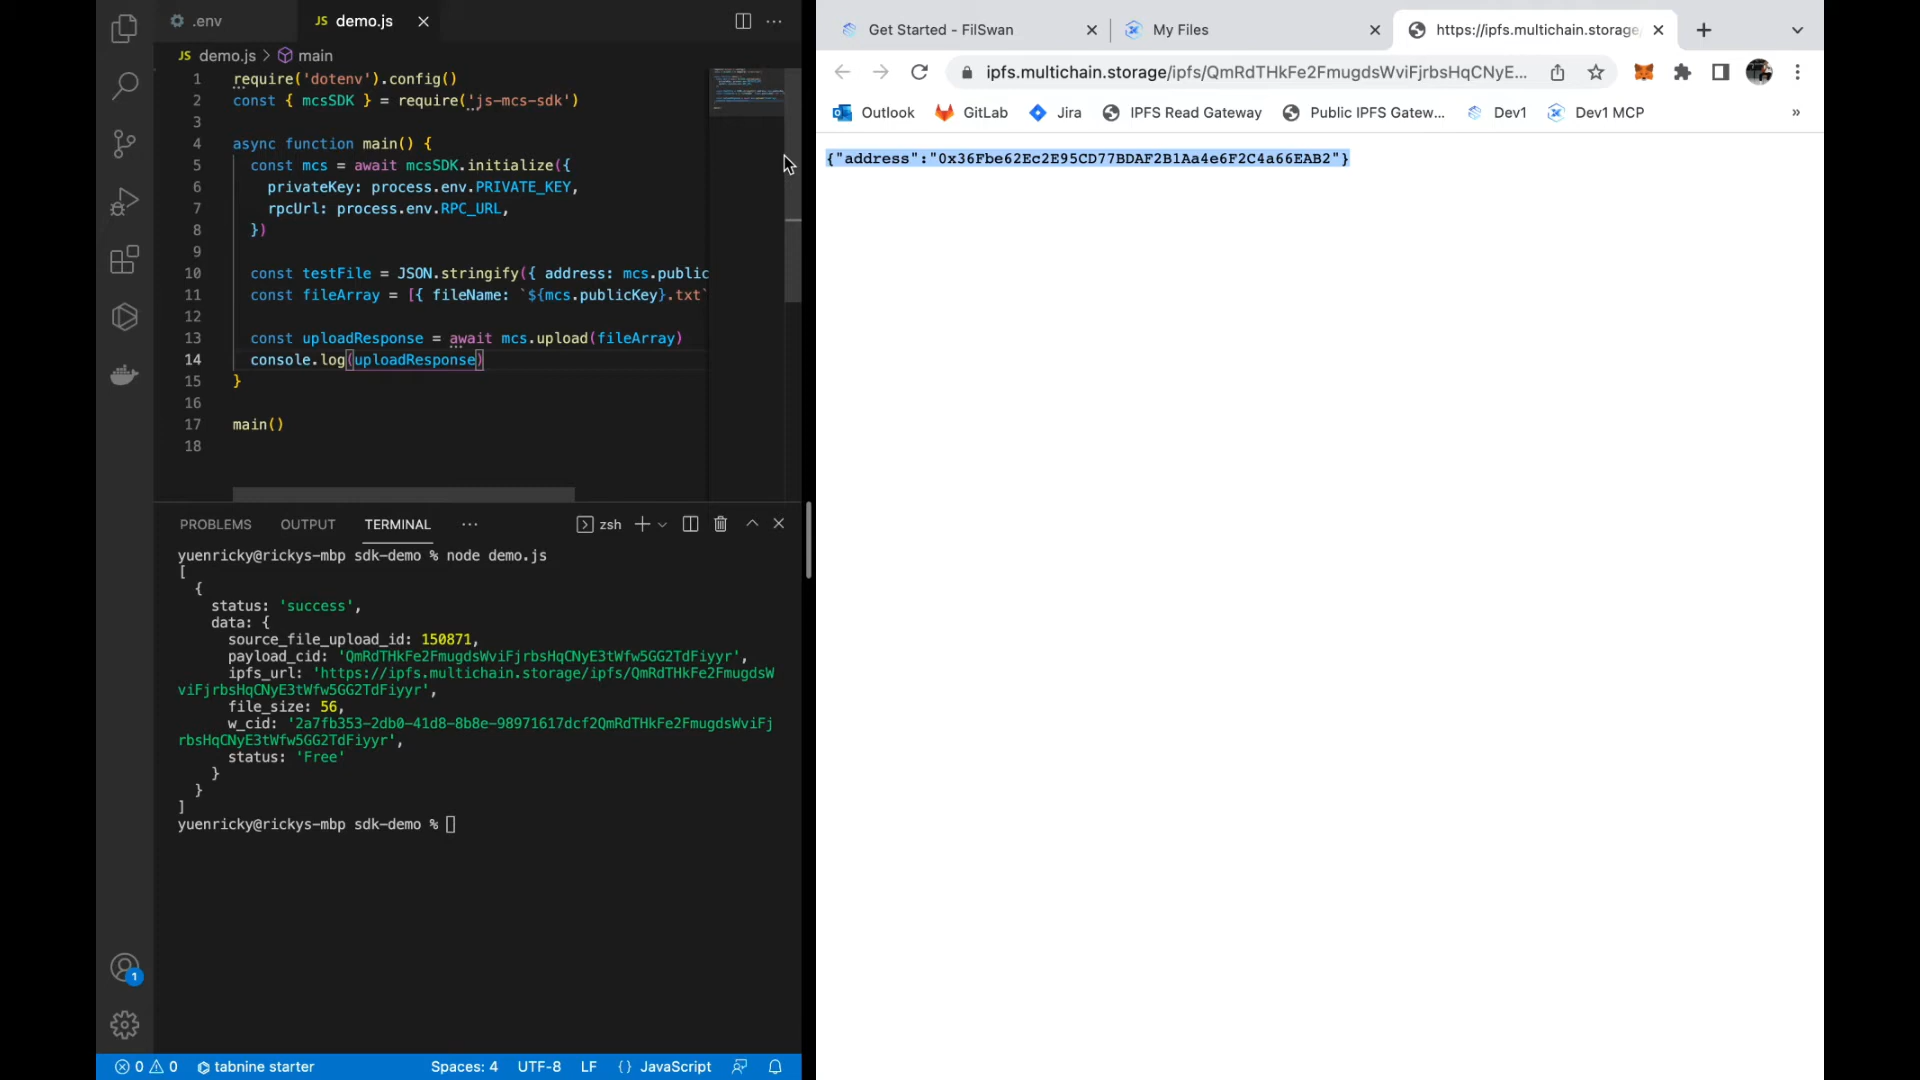 .env
JS demo.js
JS demo.js > main
1 require('dotenv').config()
2 const { mcsSDK } = require('js-mcs-sdk')
3
4 async function main() {
5 const mcs = await mcsSDK.initialize({
6 privateKey: process.env.PRIVATE_KEY,
7 rpcUrl: process.env.RPC_URL,
8 })
9
10 const testFile = JSON.stringify({ address: mcs.public
11 const fileArray = [{ fileName: `${mcs.publicKey}.txt`
12
13 const uploadResponse = await mcs.upload(fileArray)
14 console.log(uploadResponse)
15 }
16
17 main()
18
PROBLEMS OUTPUT TERMINAL ··· zsh
yuenricky@rickys-mbp sdk-demo % node demo.js
[
{
status: 'success',
data: {
source_file_upload_id: 150871,
payload_cid: 'QmRdTHkFe2FmugdsWviFjrbsHqCNyE3tWfw5GG2TdFiyyr',
ipfs_url: 'https://ipfs.multichain.storage/ipfs/QmRdTHkFe2FmugdsW
viFjrbsHqCNyE3tWfw5GG2TdFiyyr',
file_size: 56,
w_cid: '2a7fb353-2db0-41d8-8b8e-98971617dcf2QmRdTHkFe2FmugdsWviFj
rbsHqCNyE3tWfw5GG2TdFiyyr',
status: 'Free'
}
}
]
yuenricky@rickys-mbp sdk-demo %
1
0 0 tabnine starter Spaces: 4 UTF-8 LF {} JavaScript
Get Started - FilSwan
My Files
https://ipfs.multichain.storage/
ipfs.multichain.storage/ipfs/QmRdTHkFe2FmugdsWviFjrbsHqCNyE...
Outlook GitLab Jira IPFS Read Gateway Public IPFS Gatew... Dev1 Dev1 MCP »
{"address":"0x36Fbe62Ec2E95CD77BDAF2B1Aa4e6F2C4a66EAB2"}